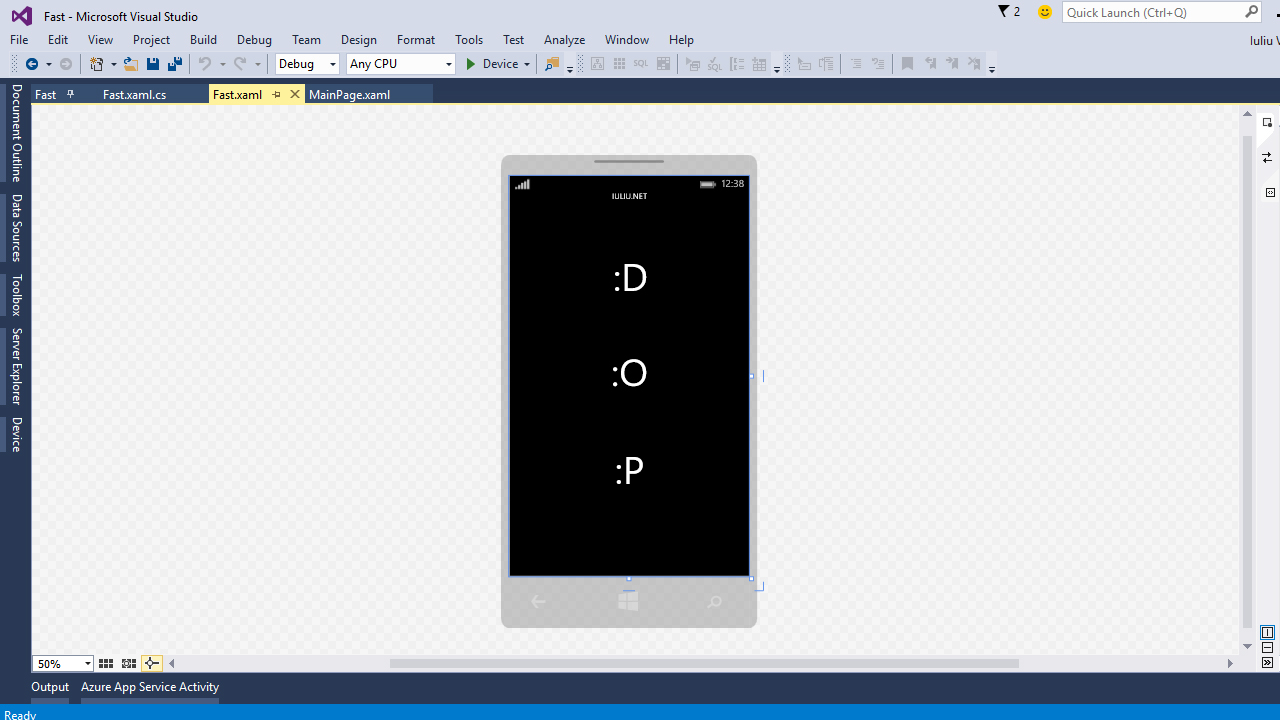 Fast - Microsoft Visual Studio
2
Quick Launch (Ctrl+Q)
File Edit View Project Build Debug Team Design Format Tools Test Analyze Window Help
Iuliu V
Debug Any CPU Device SQL SQL
Fast Fast.xaml.cs Fast.xaml MainPage.xaml
Document Outline
Data Sources
Toolbox
Server Explorer
Device
12:38
IULIU.NET
:D
:O
:P
50%
Output Azure App Service Activity
Ready